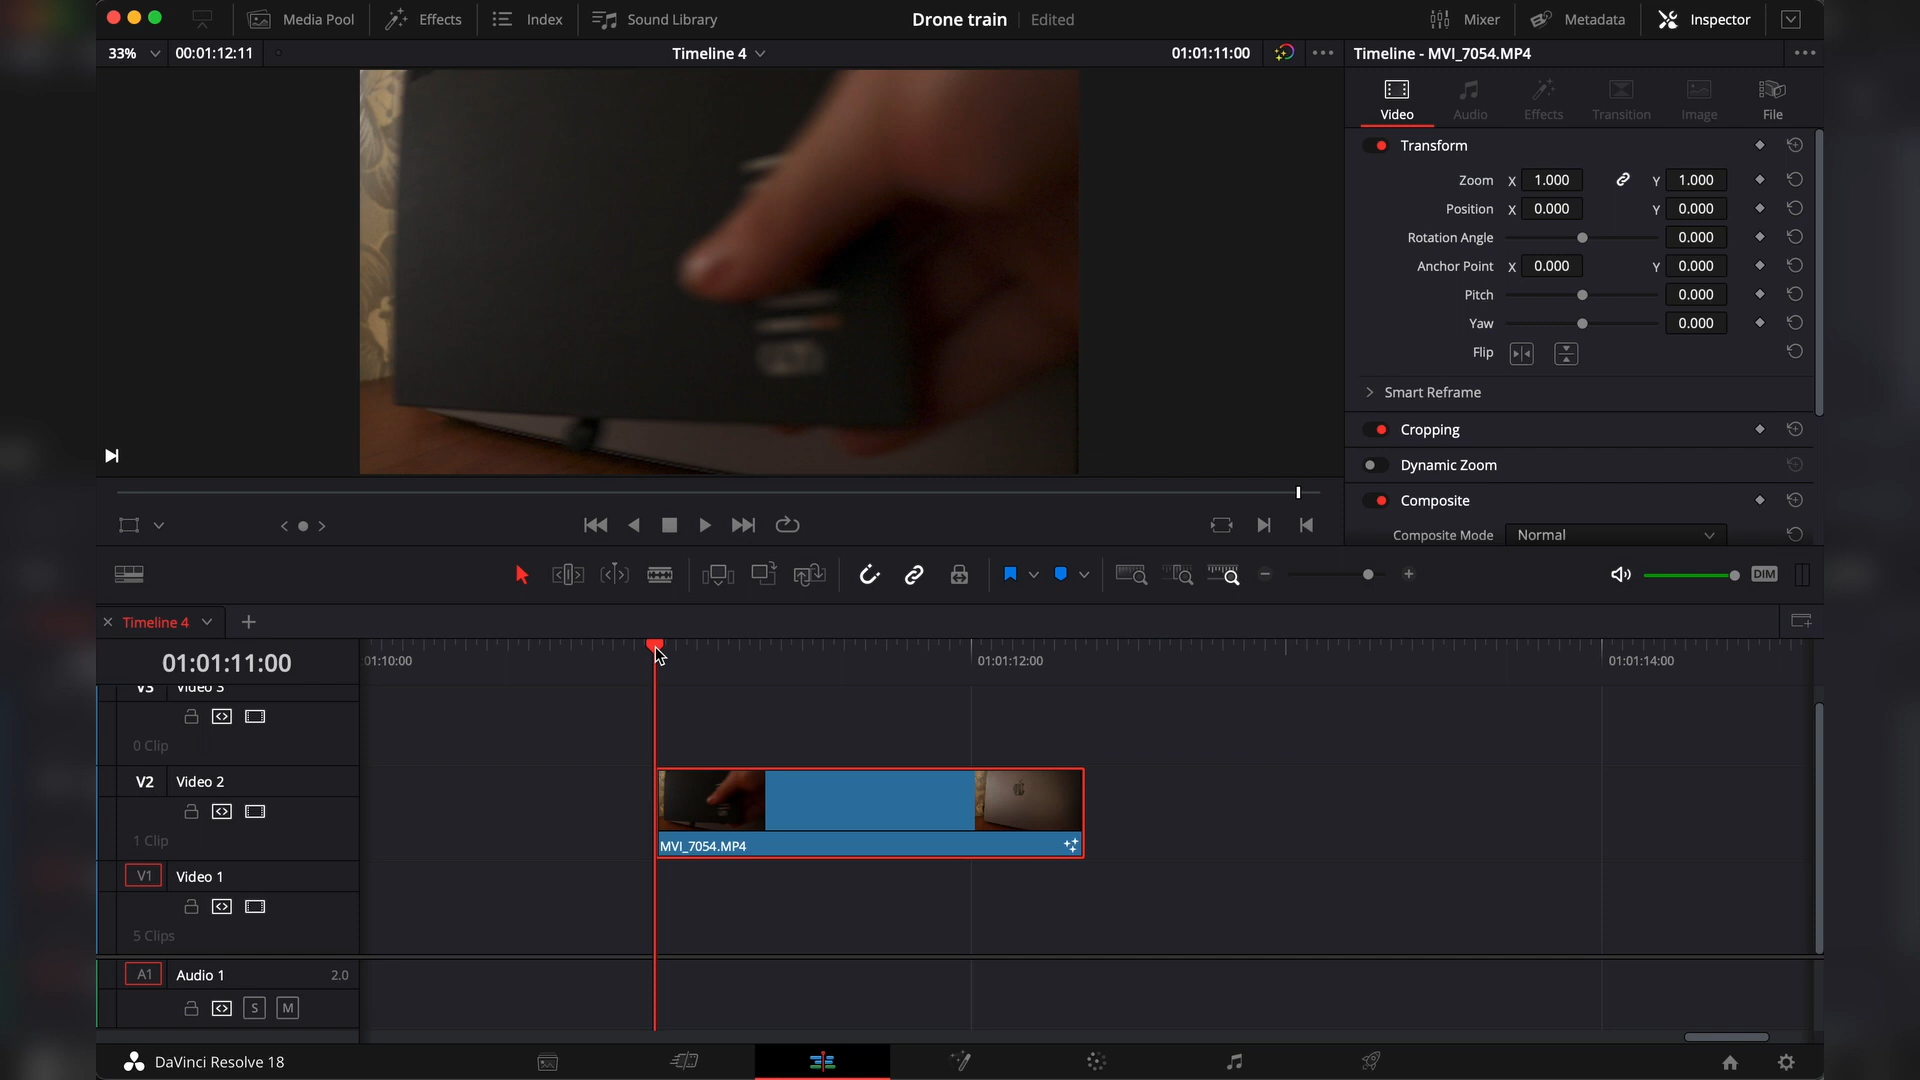 Media Pool
Effects
Index
Sound Library
Drone train
Edited
Mixer
Metadata
Inspector
33%
00:01:12:11
Timeline 4
01:01:11:00
Timeline - MVI_7054.MP4
Video
Audio
Effects
Transition
Image
File
Transform
Zoom X 1.000 Y 1.000
Position X 0.000 Y 0.000
Rotation Angle 0.000
Anchor Point X 0.000 Y 0.000
Pitch 0.000
Yaw 0.000
Flip
Smart Reframe
Cropping
Dynamic Zoom
Composite
Composite Mode Normal
DIM
Timeline 4
01:01:11:00
01:10:00
01:01:12:00
01:01:14:00
V3 Video 3
0 Clip
V2 Video 2
1 Clip
MVI_7054.MP4
V1 Video 1
5 Clips
A1 Audio 1 2.0
S M
DaVinci Resolve 18